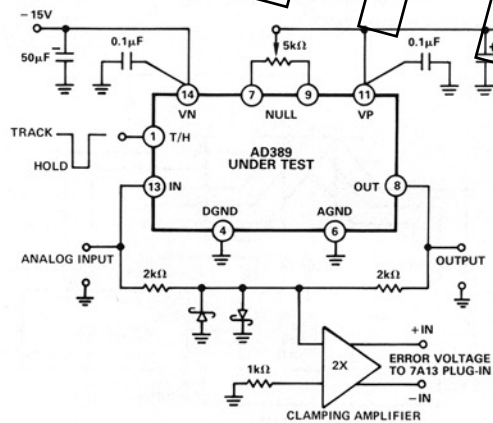 −15V
50µF
0.1µF
5kΩ
0.1µF
+
14
7
9
11
VN
NULL
VP
TRACK
HOLD
1
T/H
AD389
UNDER TEST
13
IN
OUT
8
DGND
AGND
4
6
ANALOG INPUT
OUTPUT
2kΩ
2kΩ
+IN
2X
ERROR VOLTAGE
TO 7A13 PLUG-IN
1kΩ
−IN
CLAMPING AMPLIFIER